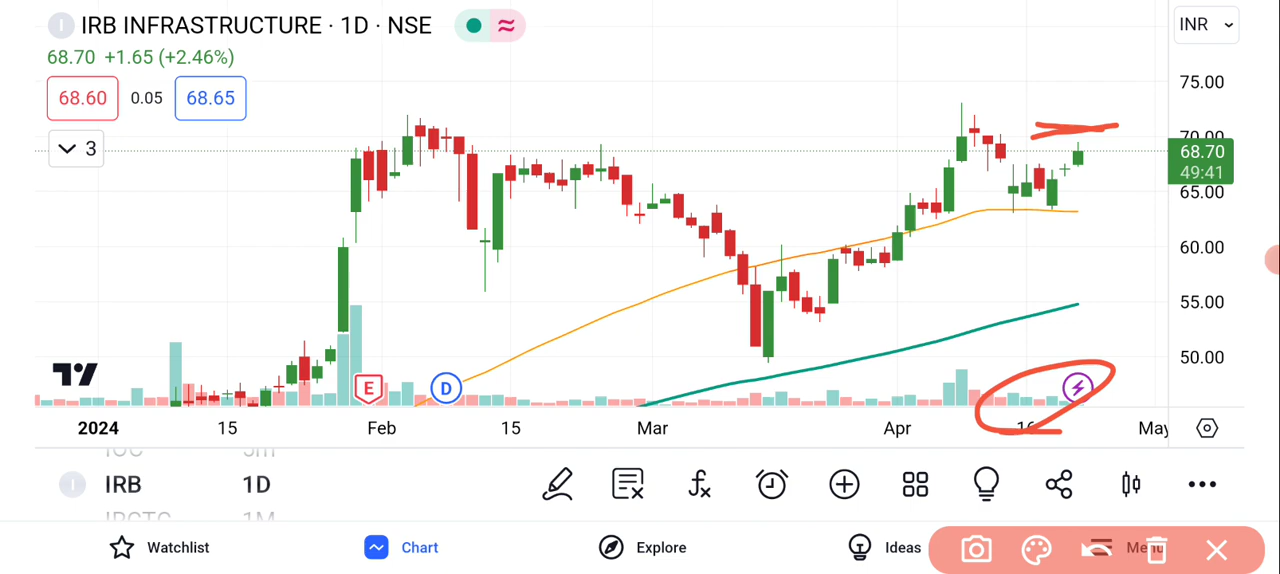 IRB INFRASTRUCTURE · 1D · NSE
INR
68.70 +1.65 (+2.46%)
68.60 0.05 68.65
3
75.00
70.00
68.70
49:41
65.00
60.00
55.00
50.00
E D
2024 15 Feb 15 Mar Apr 16 May
IRB 1D
Watchlist Chart Explore Ideas Menu